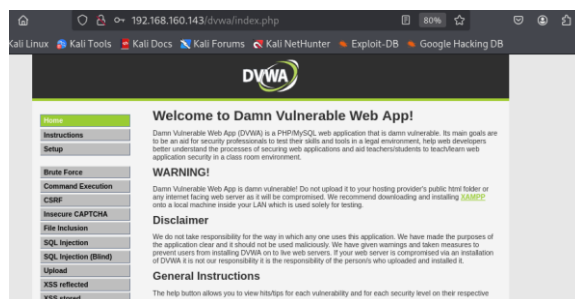 192.168.160.143/dvwa/index.php 80%
Kali Linux Kali Tools Kali Docs Kali Forums Kali NetHunter Exploit-DB Google Hacking DB
DVWA
Home
Instructions
Setup
Brute Force
Command Execution
CSRF
Insecure CAPTCHA
File Inclusion
SQL Injection
SQL Injection (Blind)
Upload
XSS reflected
XSS stored
Welcome to Damn Vulnerable Web App!
Damn Vulnerable Web App (DVWA) is a PHP/MySQL web application that is damn vulnerable. Its main goals are
to be an aid for security professionals to test their skills and tools in a legal environment, help web developers
better understand the processes of securing web applications and aid teachers/students to teach/learn web
application security in a class room environment.
WARNING!
Damn Vulnerable Web App is damn vulnerable! Do not upload it to your hosting provider's public html folder or
any internet facing web server as it will be compromised. We recommend downloading and installing XAMPP
onto a local machine inside your LAN which is used solely for testing.
Disclaimer
We do not take responsibility for the way in which any one uses this application. We have made the purposes of
the application clear and it should not be used maliciously. We have given warnings and taken measures to
prevent users from installing DVWA on to live web servers. If your web server is compromised via an installation
of DVWA it is not our responsibility it is the responsibility of the person/s who uploaded and installed it.
General Instructions
The help button allows you to view hits/tips for each vulnerability and for each security level on their respective